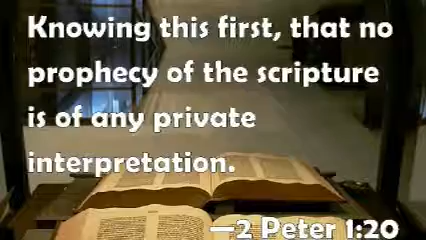 Knowing this first, that no
prophecy of the scripture
is of any private
interpretation.
—2 Peter 1:20